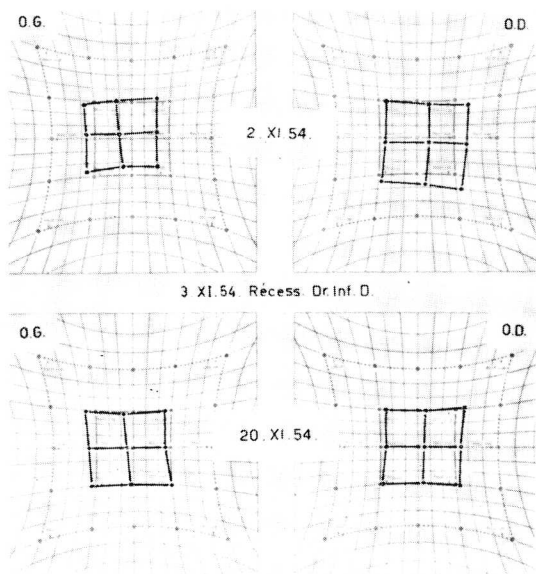 O.G.
O.D.
2. XI. 54.
3 XI. 54. Récess. Dr. Inf. D.
O.G.
O.D.
20. XI. 54.